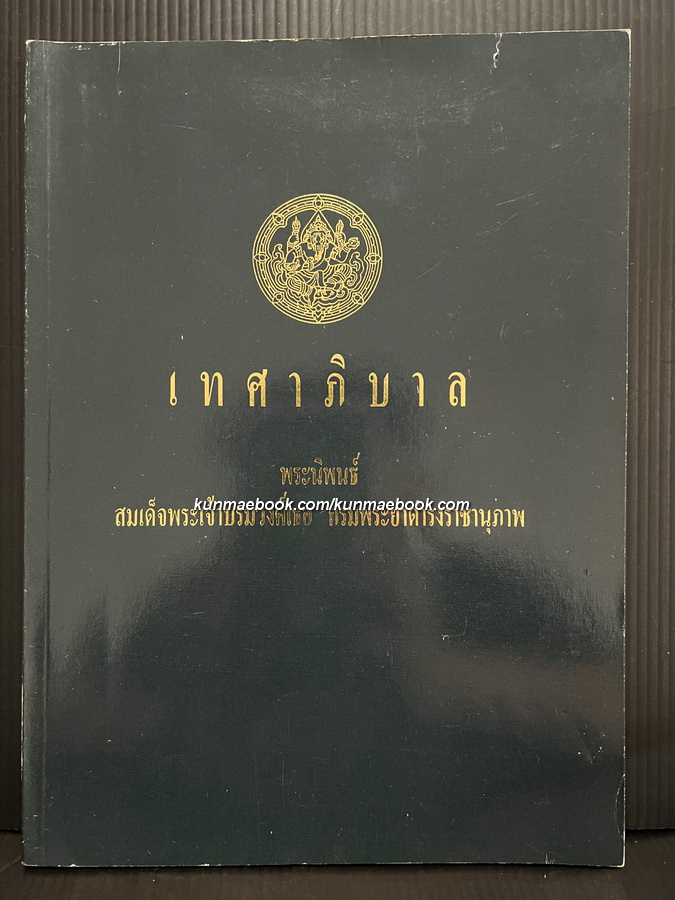 เทศาภิบาล
พระนิพนธ์
kunmaebook.com/kunmaebook.com
สมเด็จพระเจ้าบรมวงศ์เธอ กรมพระยาดำรงราชานุภาพ